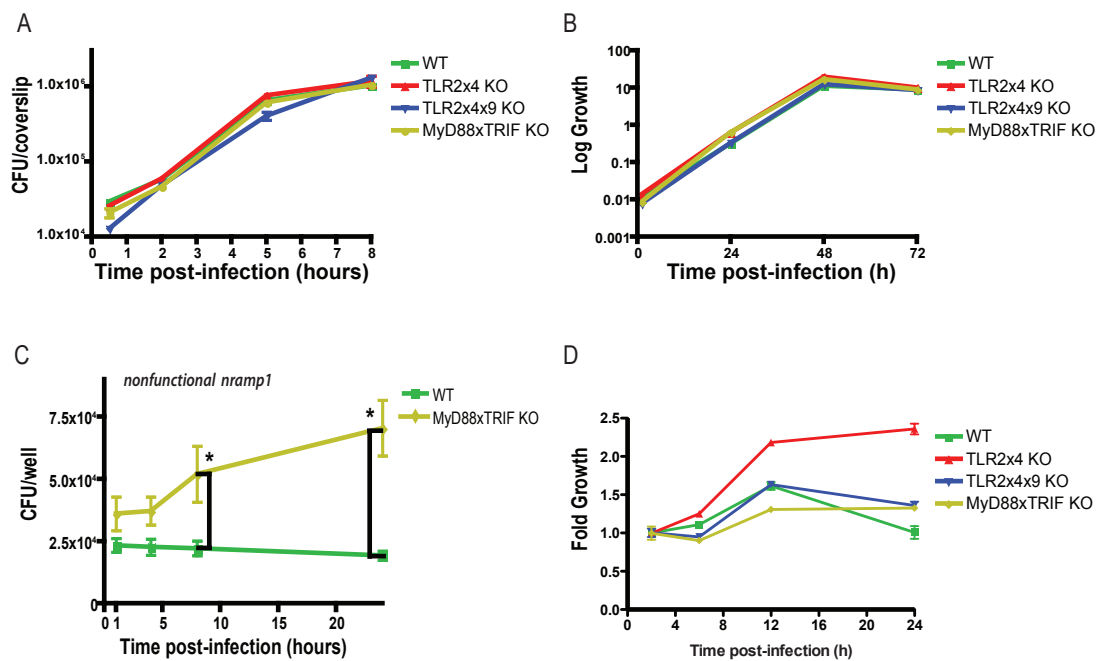 A
CFU/coverslip
1.0x10⁶
1.0x10⁵
1.0x10⁴
0 1 2 3 4 5 6 7 8
Time post-infection (hours)
WT
TLR2x4 KO
TLR2x4x9 KO
MyD88xTRIF KO
B
Log Growth
100
10
1
0.1
0.01
0.001
0 24 48 72
Time post-infection (h)
WT
TLR2x4 KO
TLR2x4x9 KO
MyD88xTRIF KO
C
nonfunctional nramp1
CFU/well
7.5x10⁴
5.0x10⁴
2.5x10⁴
0
* *
0 1 5 10 15 20
Time post-infection (hours)
WT
MyD88xTRIF KO
D
Fold Growth
2.5
2.0
1.5
1.0
0.5
0.0
0 4 8 12 16 20 24
Time post-infection (h)
WT
TLR2x4 KO
TLR2x4x9 KO
MyD88xTRIF KO